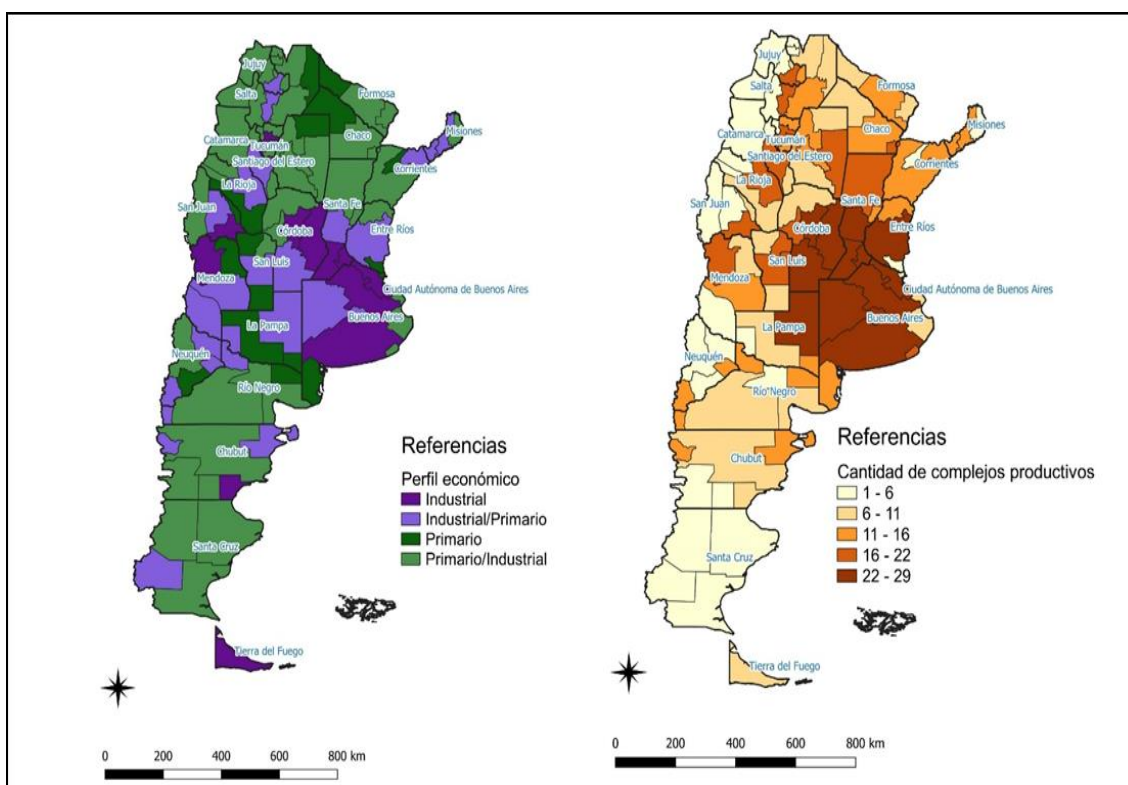 Jujuy
Salta
Formosa
Catamarca
Tucumán
Chaco
Misiones
Santiago del Estero
Corrientes
La Rioja
San Juan
Santa Fe
Córdoba
Entre Ríos
San Luis
Mendoza
Ciudad Autónoma de Buenos Aires
Buenos Aires
La Pampa
Neuquén
Río Negro
Chubut
Santa Cruz
Tierra del Fuego
Referencias
Perfil económico
Industrial
Industrial/Primario
Primario
Primario/Industrial
0 200 400 600 800 km
Jujuy
Salta
Formosa
Catamarca
Tucumán
Chaco
Misiones
Santiago del Estero
Corrientes
La Rioja
San Juan
Santa Fe
Córdoba
Entre Ríos
San Luis
Mendoza
Ciudad Autónoma de Buenos Aires
Buenos Aires
La Pampa
Neuquén
Río Negro
Chubut
Santa Cruz
Tierra del Fuego
Referencias
Cantidad de complejos productivos
1 - 6
6 - 11
11 - 16
16 - 22
22 - 29
0 200 400 600 800 km